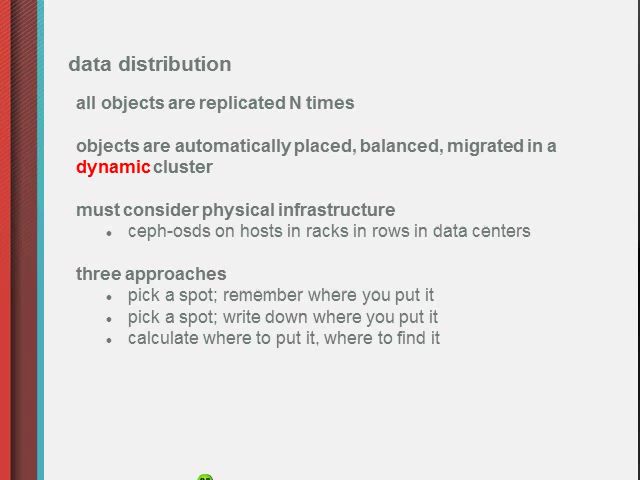 data distribution
all objects are replicated N times
objects are automatically placed, balanced, migrated in a
dynamic cluster
must consider physical infrastructure
• ceph-osds on hosts in racks in rows in data centers
three approaches
• pick a spot; remember where you put it
• pick a spot; write down where you put it
• calculate where to put it, where to find it